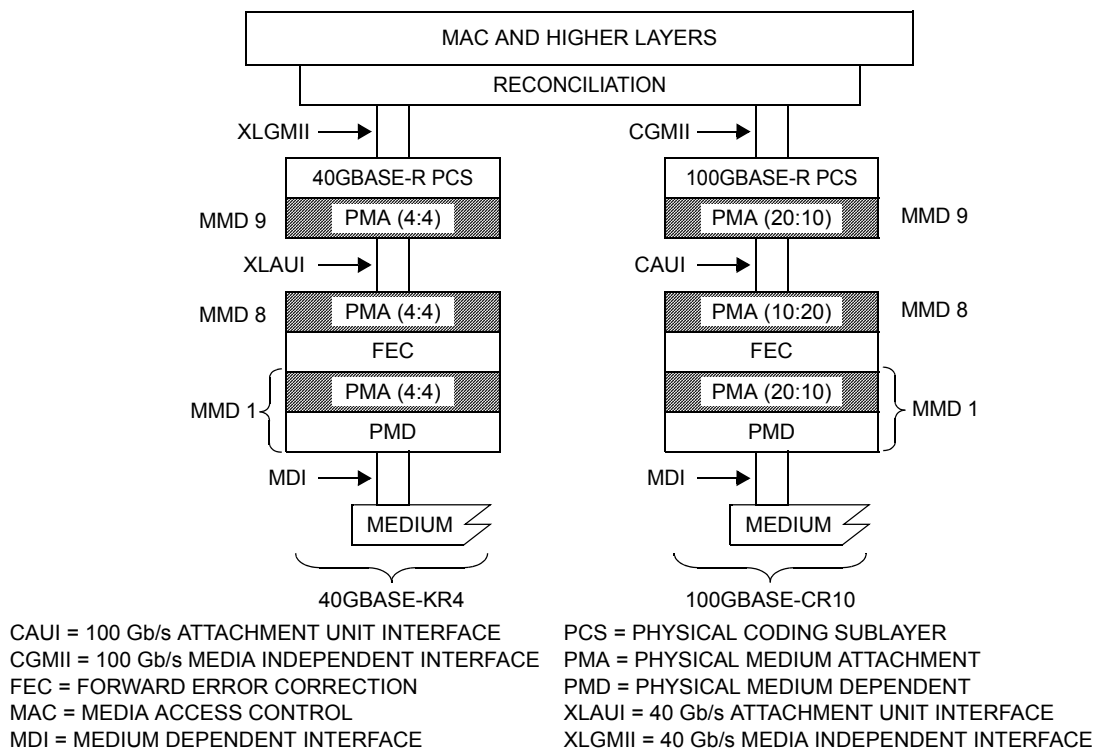 MAC AND HIGHER LAYERS
RECONCILIATION
XLGMII
CGMII
40GBASE-R PCS
100GBASE-R PCS
MMD 9
PMA (4:4)
PMA (20:10)
MMD 9
XLAUI
CAUI
MMD 8
PMA (4:4)
PMA (10:20)
MMD 8
FEC
FEC
MMD 1
PMA (4:4)
PMA (20:10)
MMD 1
PMD
PMD
MDI
MDI
MEDIUM
MEDIUM
40GBASE-KR4
100GBASE-CR10
CAUI = 100 Gb/s ATTACHMENT UNIT INTERFACE
CGMII = 100 Gb/s MEDIA INDEPENDENT INTERFACE
FEC = FORWARD ERROR CORRECTION
MAC = MEDIA ACCESS CONTROL
MDI = MEDIUM DEPENDENT INTERFACE
PCS = PHYSICAL CODING SUBLAYER
PMA = PHYSICAL MEDIUM ATTACHMENT
PMD = PHYSICAL MEDIUM DEPENDENT
XLAUI = 40 Gb/s ATTACHMENT UNIT INTERFACE
XLGMII = 40 Gb/s MEDIA INDEPENDENT INTERFACE